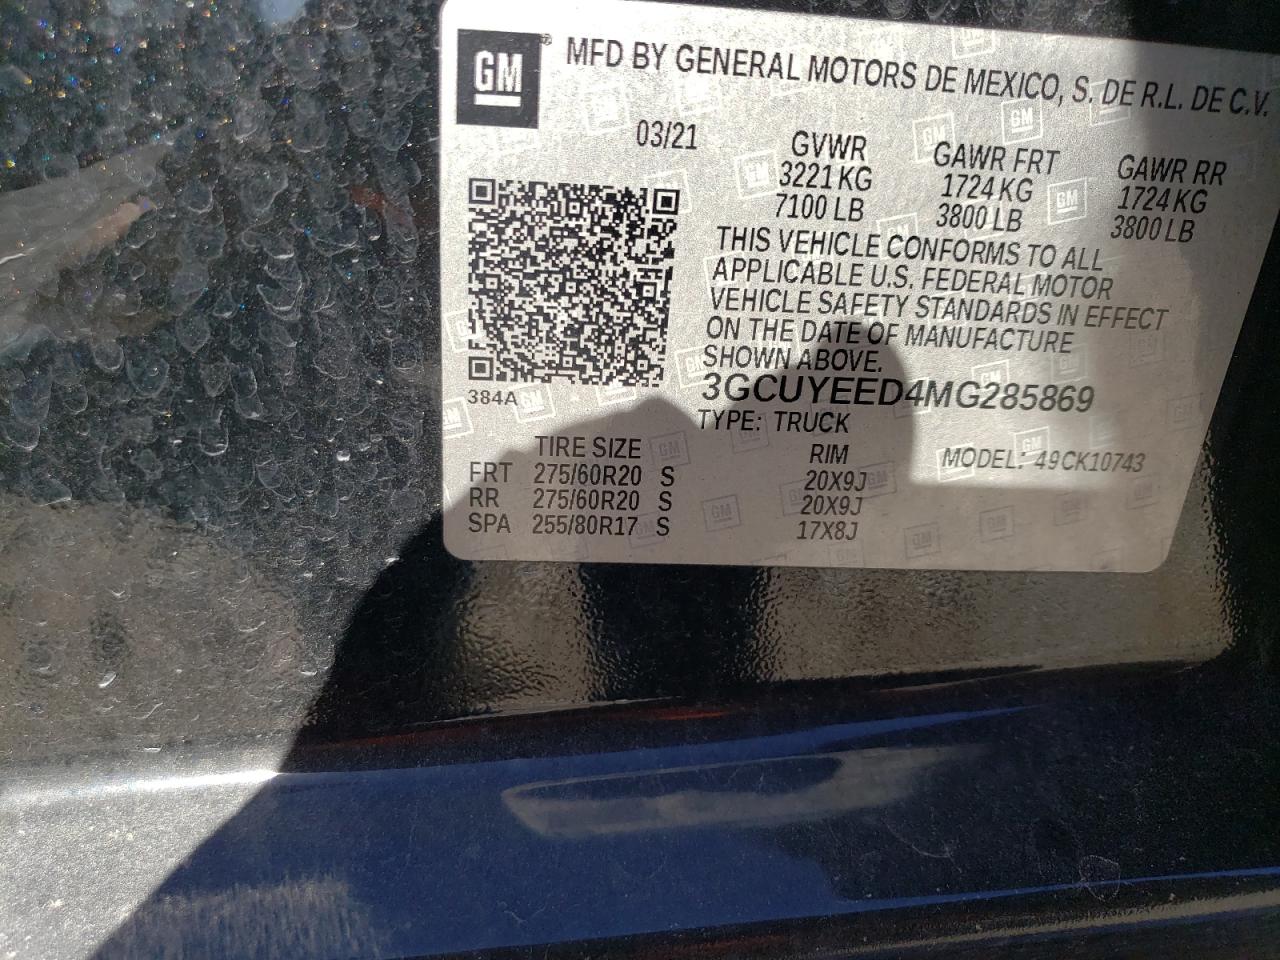 GM
MFD BY GENERAL MOTORS DE MEXICO, S. DE R.L. DE C.V.
03/21 GVWR GAWR FRT GAWR RR
3221 KG 1724 KG 1724 KG
7100 LB 3800 LB 3800 LB
THIS VEHICLE CONFORMS TO ALL
APPLICABLE U.S. FEDERAL MOTOR
VEHICLE SAFETY STANDARDS IN EFFECT
ON THE DATE OF MANUFACTURE
SHOWN ABOVE.
384A
3GCUYEED4MG285869
TYPE: TRUCK
TIRE SIZE RIM MODEL: 49CK10743
FRT 275/60R20 S 20X9J
RR 275/60R20 S 20X9J
SPA 255/80R17 S 17X8J